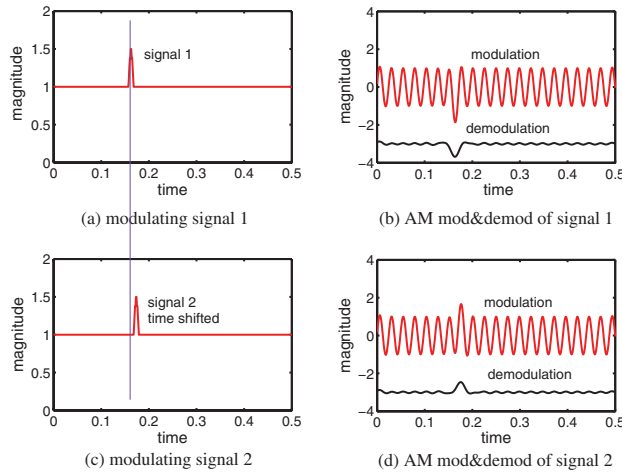 2
1.5
1
0.5
0
magnitude
signal 1
0 0.1 0.2 0.3 0.4 0.5
time
(a) modulating signal 1
4
2
0
−2
−4
magnitude
modulation
demodulation
0 0.1 0.2 0.3 0.4 0.5
time
(b) AM mod&demod of signal 1
2
1.5
1
0.5
0
magnitude
signal 2
time shifted
0 0.1 0.2 0.3 0.4 0.5
time
(c) modulating signal 2
4
2
0
−2
−4
magnitude
modulation
demodulation
0 0.1 0.2 0.3 0.4 0.5
time
(d) AM mod&demod of signal 2